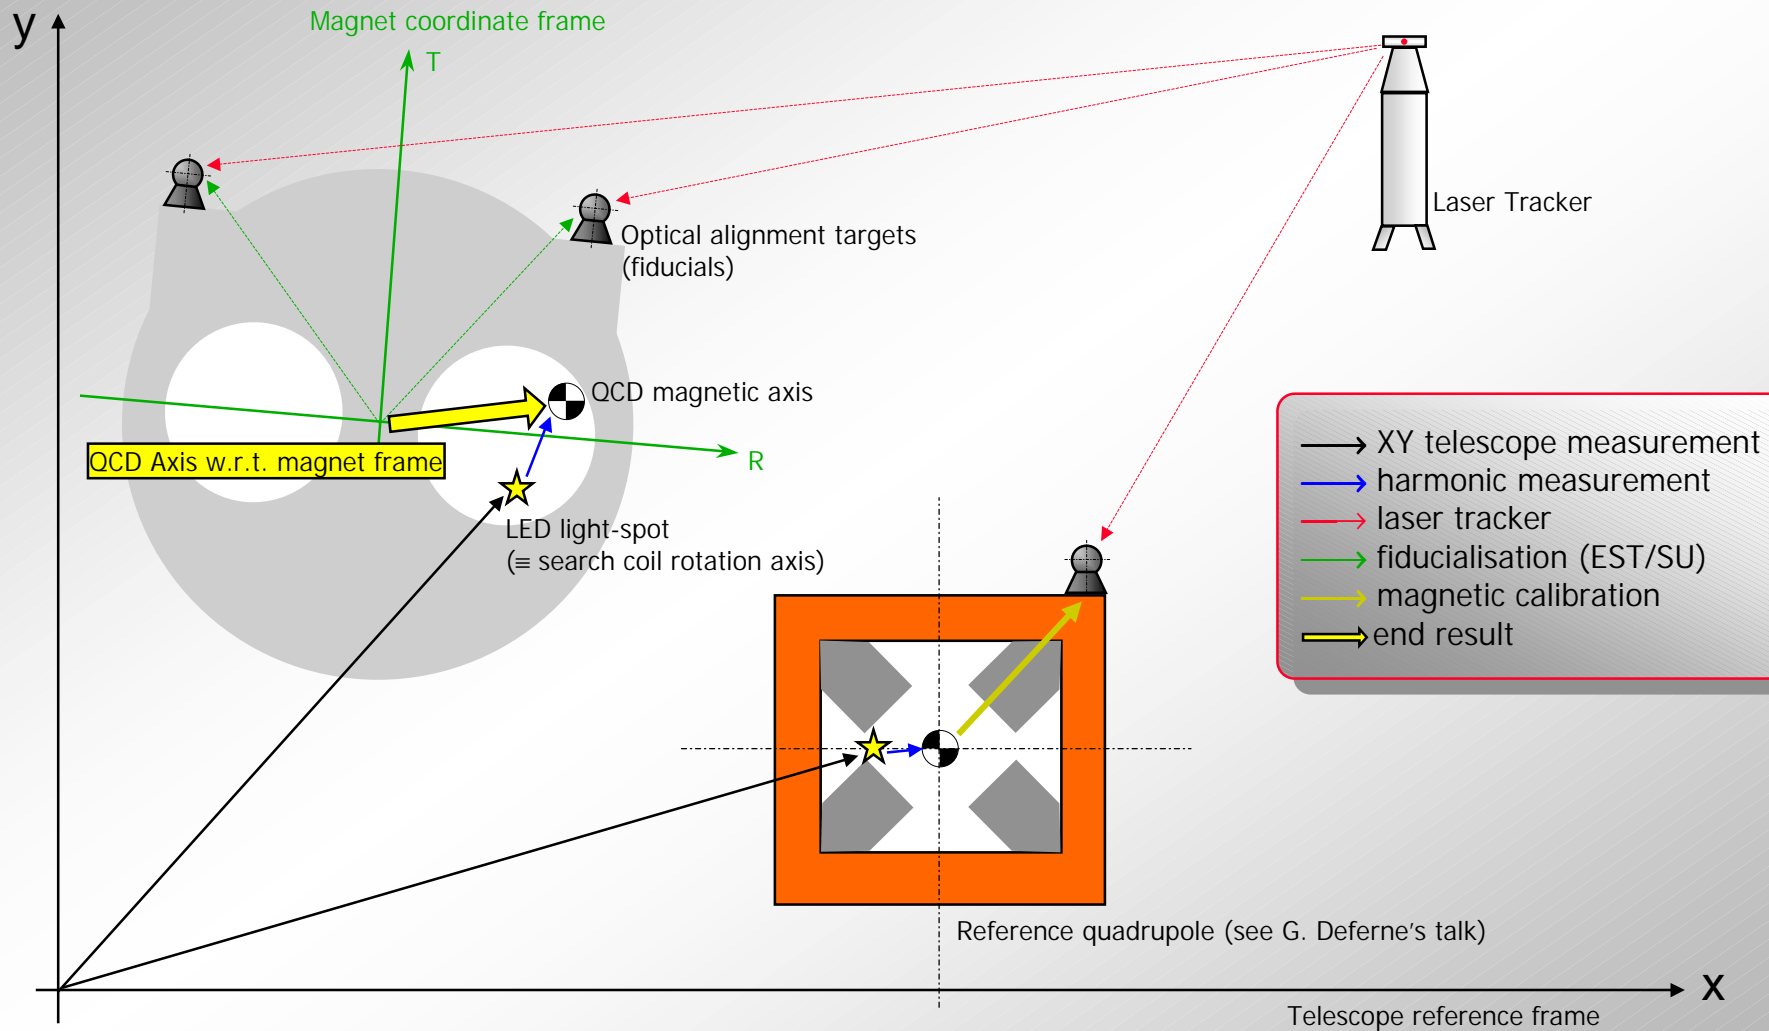 y
Magnet coordinate frame
T
Laser Tracker
Optical alignment targets
(fiducials)
QCD magnetic axis
QCD Axis w.r.t. magnet frame
R
LED light-spot
(≡ search coil rotation axis)
XY telescope measurement
harmonic measurement
laser tracker
fiducialisation (EST/SU)
magnetic calibration
end result
Reference quadrupole (see G. Deferne's talk)
x
Telescope reference frame